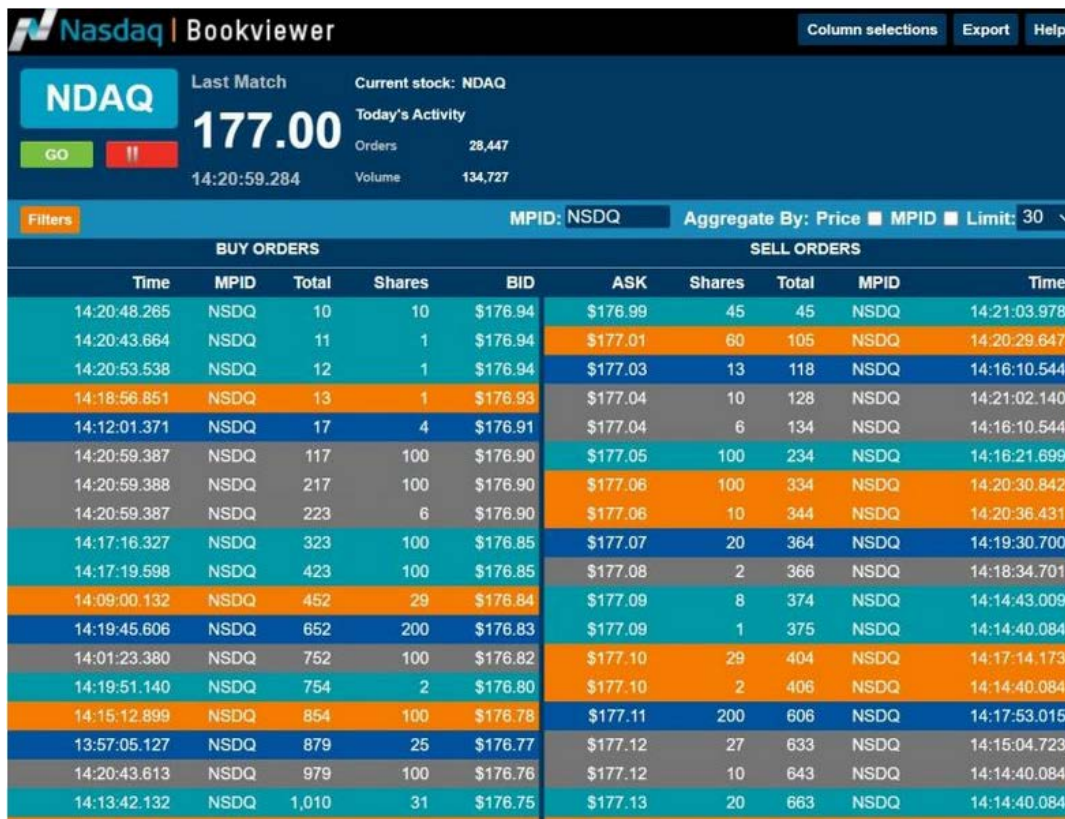 Nasdaq | Bookviewer Column selections Export Help
NDAQ
GO
Last Match
177.00
14:20:59.284
Current stock: NDAQ
Today's Activity
Orders 28,447
Volume 134,727
Filters MPID: NSDQ Aggregate By: Price MPID Limit: 30
BUY ORDERS SELL ORDERS
Time MPID Total Shares BID ASK Shares Total MPID Time
14:20:48.265 NSDQ 10 10 $176.94 $176.99 45 45 NSDQ 14:21:03.978
14:20:43.664 NSDQ 11 1 $176.94 $177.01 60 105 NSDQ 14:20:29.647
14:20:53.538 NSDQ 12 1 $176.94 $177.03 13 118 NSDQ 14:16:10.544
14:18:56.851 NSDQ 13 1 $176.93 $177.04 10 128 NSDQ 14:21:02.140
14:12:01.371 NSDQ 17 4 $176.91 $177.04 6 134 NSDQ 14:16:10.544
14:20:59.387 NSDQ 117 100 $176.90 $177.05 100 234 NSDQ 14:16:21.699
14:20:59.388 NSDQ 217 100 $176.90 $177.06 100 334 NSDQ 14:20:30.842
14:20:59.387 NSDQ 223 6 $176.90 $177.06 10 344 NSDQ 14:20:36.431
14:17:16.327 NSDQ 323 100 $176.85 $177.07 20 364 NSDQ 14:19:30.700
14:17:19.598 NSDQ 423 100 $176.85 $177.08 2 366 NSDQ 14:18:34.701
14:09:00.132 NSDQ 452 29 $176.84 $177.09 8 374 NSDQ 14:14:43.009
14:19:45.606 NSDQ 652 200 $176.83 $177.09 1 375 NSDQ 14:14:40.084
14:01:23.380 NSDQ 752 100 $176.82 $177.10 29 404 NSDQ 14:17:14.173
14:19:51.140 NSDQ 754 2 $176.80 $177.10 2 406 NSDQ 14:14:40.084
14:15:12.899 NSDQ 854 100 $176.78 $177.11 200 606 NSDQ 14:17:53.015
13:57:05.127 NSDQ 879 25 $176.77 $177.12 27 633 NSDQ 14:15:04.723
14:20:43.613 NSDQ 979 100 $176.76 $177.12 10 643 NSDQ 14:14:40.084
14:13:42.132 NSDQ 1,010 31 $176.75 $177.13 20 663 NSDQ 14:14:40.084